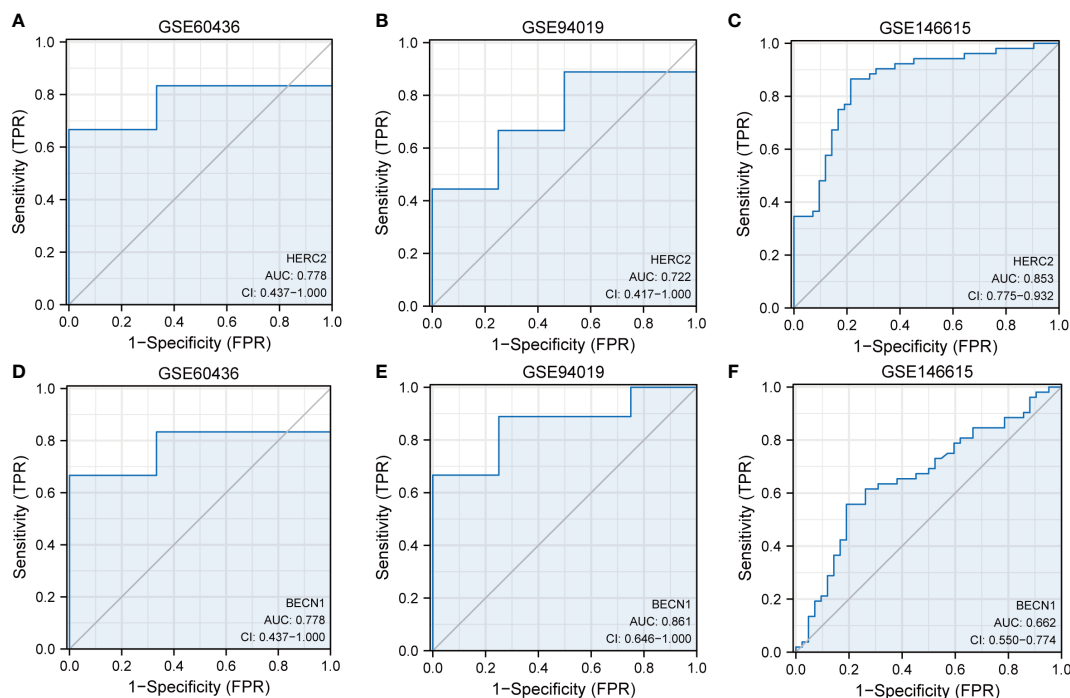 A
GSE60436
1.0
0.8
0.6
0.4
0.2
0.0
Sensitivity (TPR)
HERC2
AUC: 0.778
CI: 0.437−1.000
0.0 0.2 0.4 0.6 0.8 1.0
1−Specificity (FPR)
B
GSE94019
1.0
0.8
0.6
0.4
0.2
0.0
Sensitivity (TPR)
HERC2
AUC: 0.722
CI: 0.417−1.000
0.0 0.2 0.4 0.6 0.8 1.0
1−Specificity (FPR)
C
GSE146615
1.0
0.8
0.6
0.4
0.2
0.0
Sensitivity (TPR)
HERC2
AUC: 0.853
CI: 0.775−0.932
0.0 0.2 0.4 0.6 0.8 1.0
1−Specificity (FPR)
D
GSE60436
1.0
0.8
0.6
0.4
0.2
0.0
Sensitivity (TPR)
BECN1
AUC: 0.778
CI: 0.437−1.000
0.0 0.2 0.4 0.6 0.8 1.0
1−Specificity (FPR)
E
GSE94019
1.0
0.8
0.6
0.4
0.2
0.0
Sensitivity (TPR)
BECN1
AUC: 0.861
CI: 0.646−1.000
0.0 0.2 0.4 0.6 0.8 1.0
1−Specificity (FPR)
F
GSE146615
1.0
0.8
0.6
0.4
0.2
0.0
Sensitivity (TPR)
BECN1
AUC: 0.662
CI: 0.550−0.774
0.0 0.2 0.4 0.6 0.8 1.0
1−Specificity (FPR)